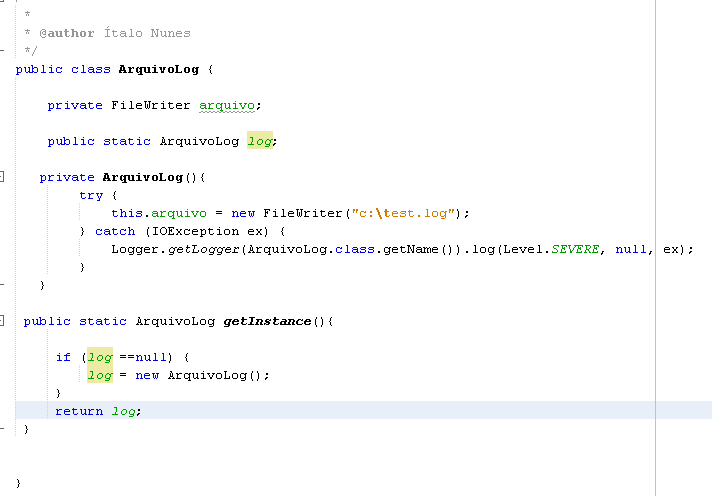 *
* @author Ítalo Nunes
*/
public class ArquivoLog {
private FileWriter arquivo;
public static ArquivoLog log;
private ArquivoLog(){
try {
this.arquivo = new FileWriter("c:\test.log");
} catch (IOException ex) {
Logger.getLogger(ArquivoLog.class.getName()).log(Level.SEVERE, null, ex);
}
}
public static ArquivoLog getInstance(){
if (log ==null) {
log = new ArquivoLog();
}
return log;
}
}